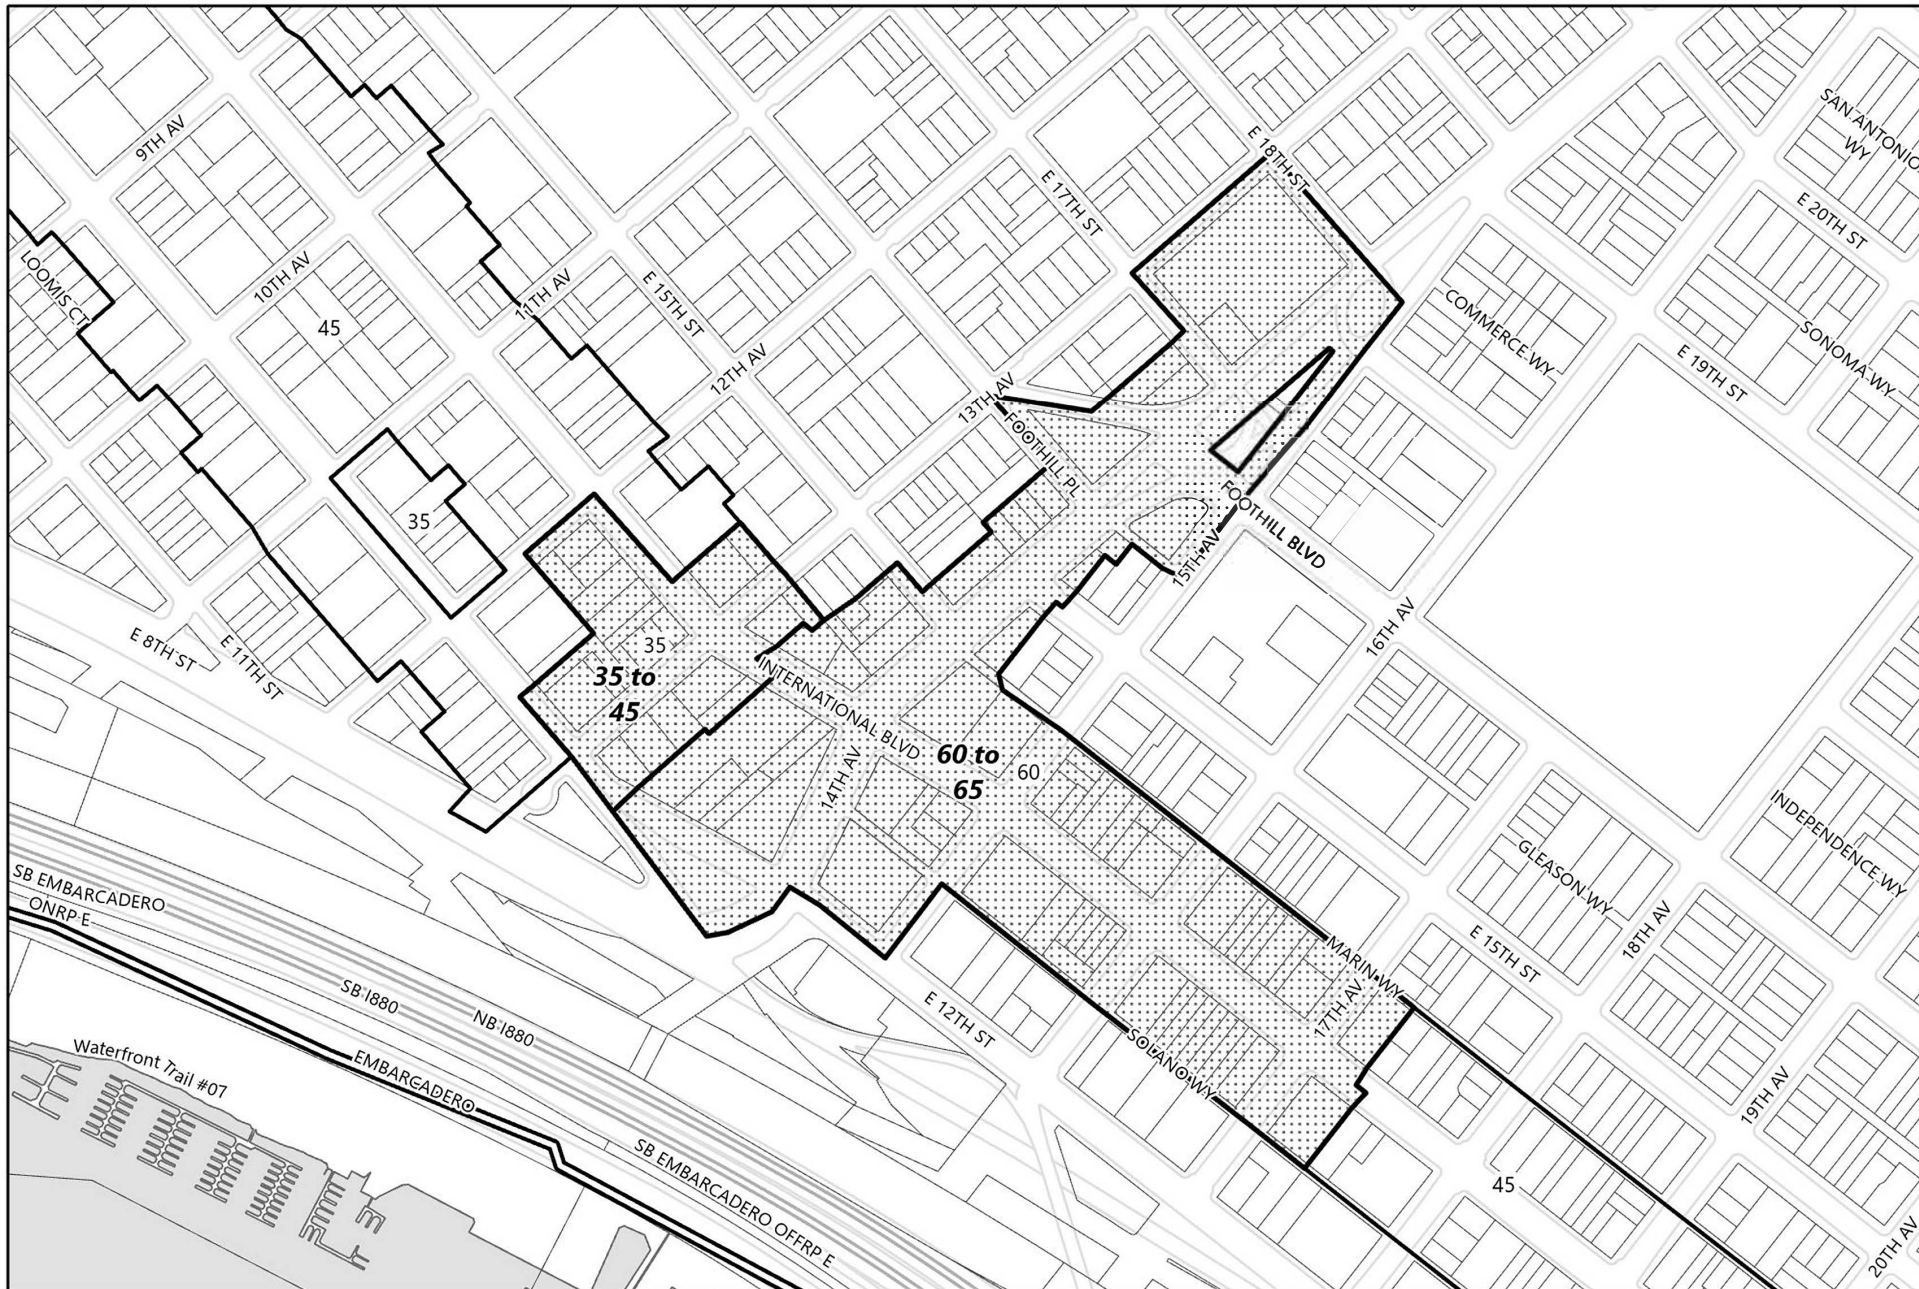 SAN ANTONIO
WY
9TH AV
E 18TH ST
E 17TH ST
E 20TH ST
LOOMIS CT
10TH AV
11TH AV
E 15TH ST
45
COMMERCE WY
SONOMA WY
E 19TH ST
12TH AV
13TH AV
FOOTHILL PL
35
FOOTHILL BLVD
15TH AV
16TH AV
E 8TH ST
E 11TH ST
35
35 to
45
INTERNATIONAL BLVD
14TH AV
60 to
65
60
INDEPENDENCE WY
GLEASON WY
SB EMBARCADERO
ONRP E
18TH AV
E 15TH ST
MARIN WY
17TH AV
SB I880
NB I880
E 12TH ST
SOLANO WY
Waterfront Trail #07
EMBARCADERO
19TH AV
SB EMBARCADERO OFFRP E
45
20TH AV